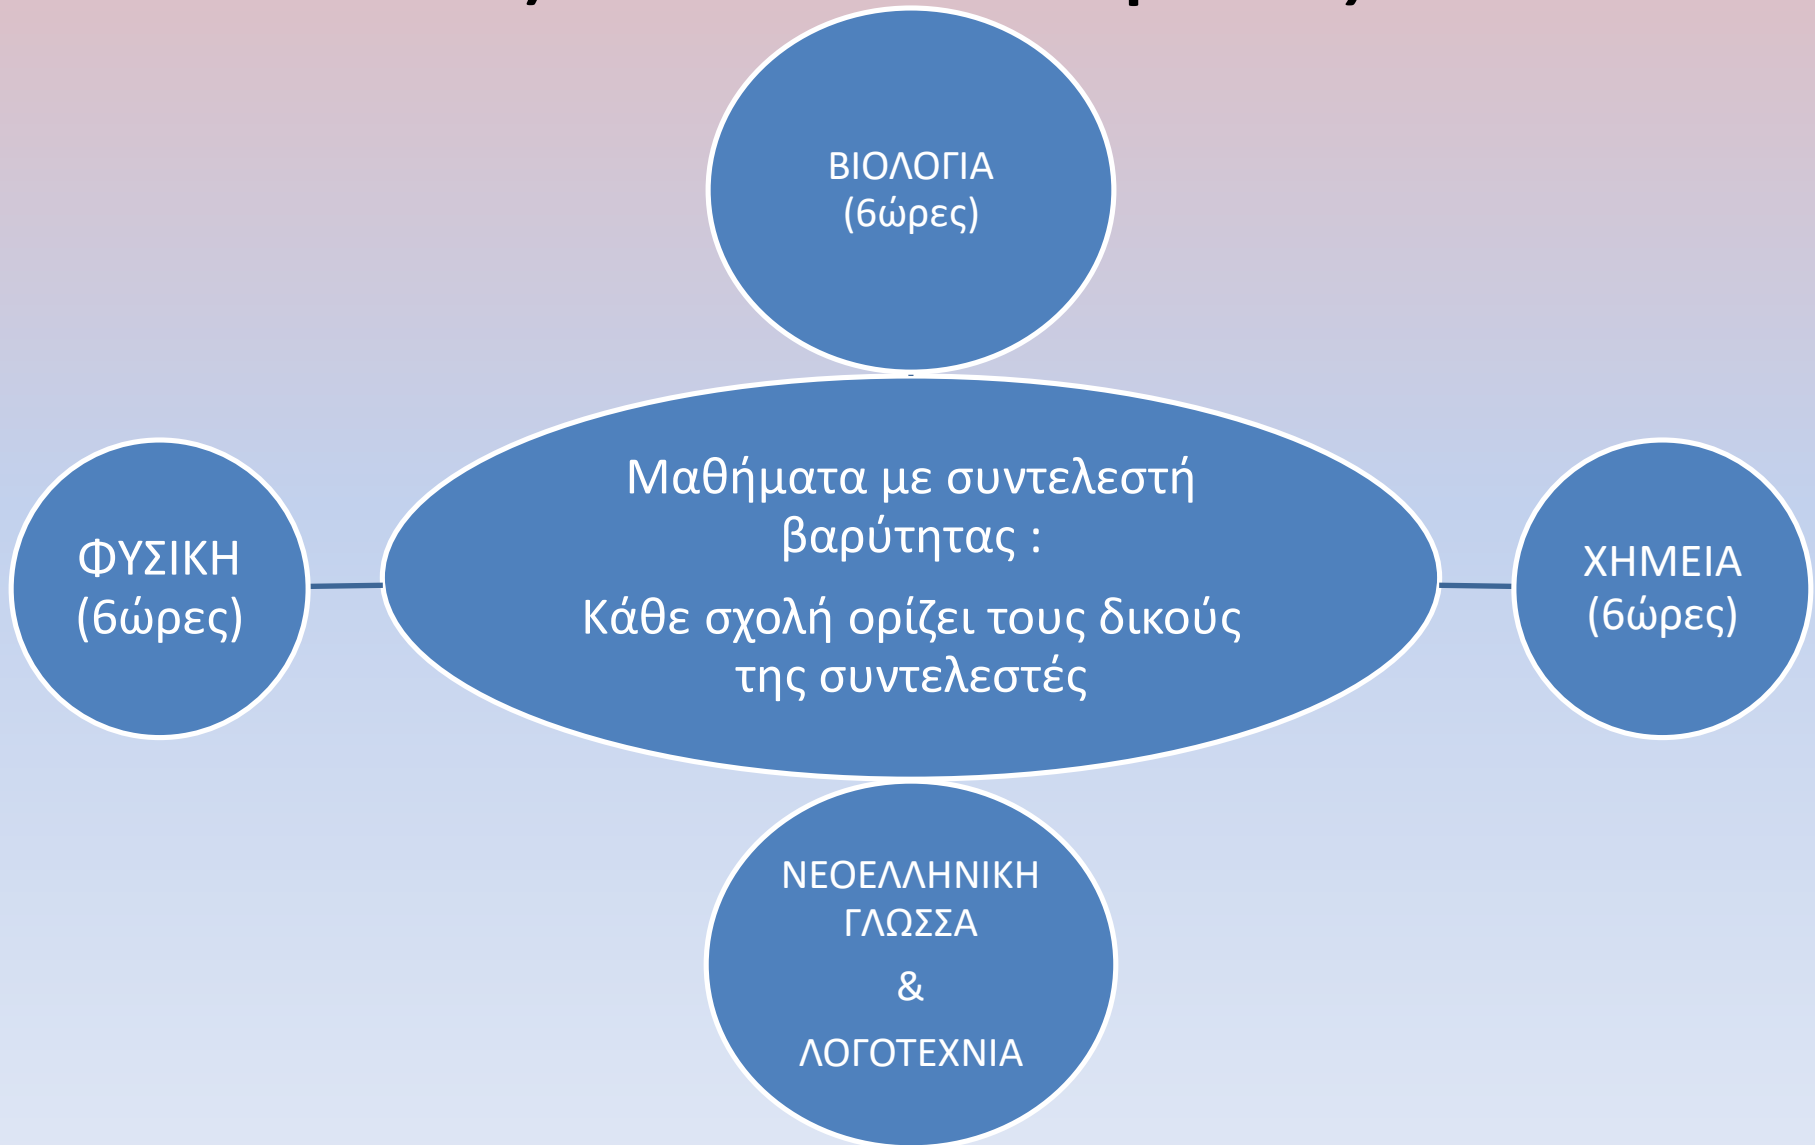 ΒΙΟΛΟΓΙΑ
(6ώρες)
Μαθήματα με συντελεστή
βαρύτητας :
Κάθε σχολή ορίζει τους δικούς
της συντελεστές
ΦΥΣΙΚΗ
(6ώρες)
ΧΗΜΕΙΑ
(6ώρες)
ΝΕΟΕΛΛΗΝΙΚΗ
ΓΛΩΣΣΑ
&
ΛΟΓΟΤΕΧΝΙΑ